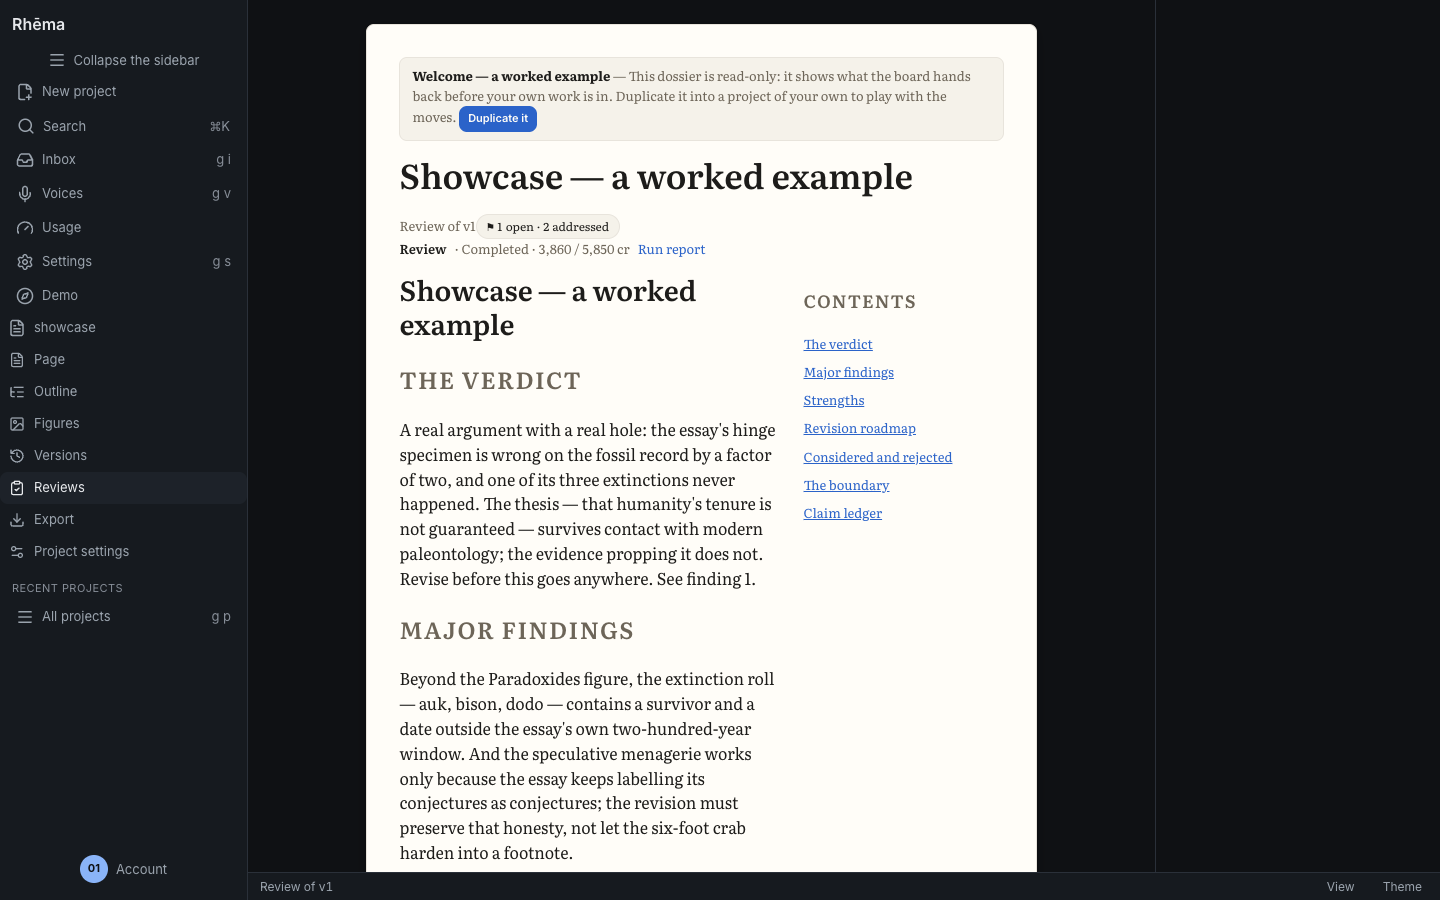 Rhēma
Collapse the sidebar
New project
Search ⌘K
Inbox g i
Voices g v
Usage
Settings g s
Demo
showcase
Page
Outline
Figures
Versions
Reviews
Export
Project settings
RECENT PROJECTS
All projects g p
01 Account
Welcome — a worked example — This dossier is read-only: it shows what the board hands
back before your own work is in. Duplicate it into a project of your own to play with the
moves. Duplicate it
Showcase — a worked example
Review of v1 ⚑ 1 open · 2 addressed
Review · Completed · 3,860 / 5,850 cr Run report
Showcase — a worked
example
THE VERDICT
A real argument with a real hole: the essay's hinge
specimen is wrong on the fossil record by a factor
of two, and one of its three extinctions never
happened. The thesis — that humanity's tenure is
not guaranteed — survives contact with modern
paleontology; the evidence propping it does not.
Revise before this goes anywhere. See finding 1.
MAJOR FINDINGS
Beyond the Paradoxides figure, the extinction roll
— auk, bison, dodo — contains a survivor and a
date outside the essay's own two-hundred-year
window. And the speculative menagerie works
only because the essay keeps labelling its
conjectures as conjectures; the revision must
preserve that honesty, not let the six-foot crab
harden into a footnote.
CONTENTS
The verdict
Major findings
Strengths
Revision roadmap
Considered and rejected
The boundary
Claim ledger
Review of v1 View Theme